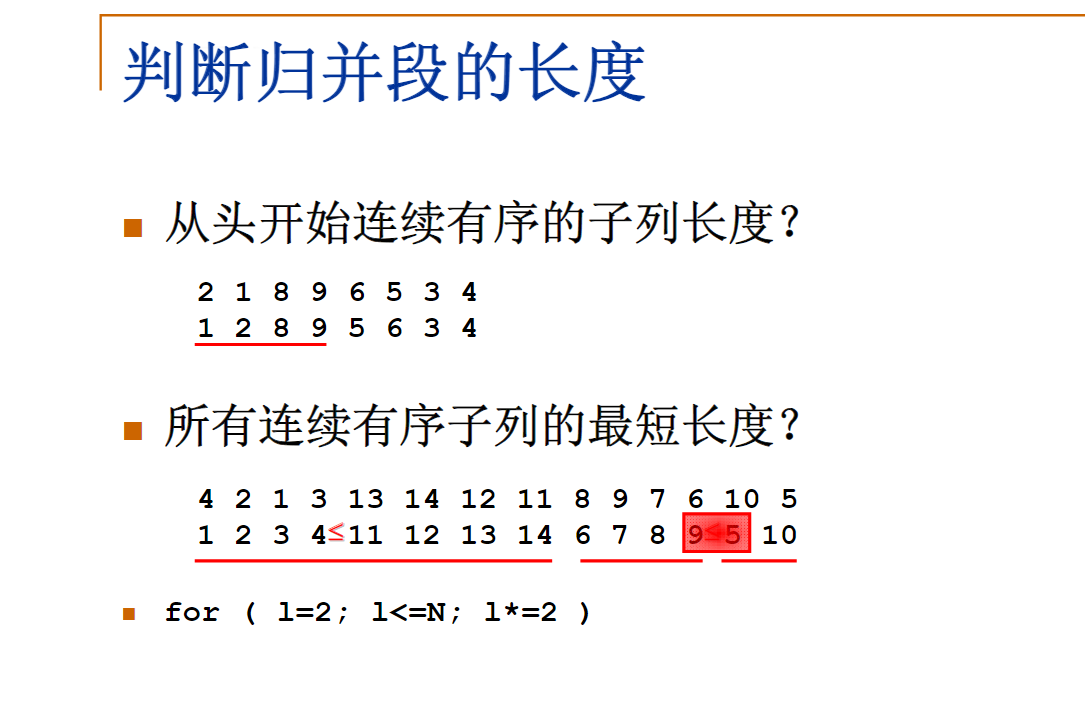 判断归并段的长度
从头开始连续有序的子列长度？
2 1 8 9 6 5 3 4
1 2 8 9 5 6 3 4
所有连续有序子列的最短长度？
4 2 1 3 13 14 12 11 8 9 7 6 10 5
1 2 3 4≤11 12 13 14 6 7 8 9≤5 10
for ( l=2; l<=N; l*=2 )